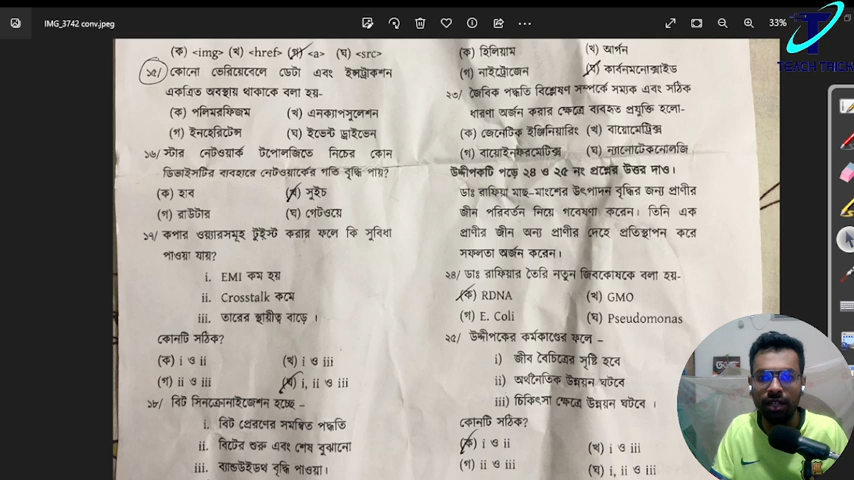 IMG_3742 conv.jpeg
33%
TEACH TRICK
(ক) <img> (খ) <href> (গ) <a> (ঘ) <src>
১৫/ কোনো ভেরিয়েবেলে ডেটা এবং ইন্সট্রাকশন
একত্রিত অবস্থায় থাকাকে বলা হয়-
(ক) পলিমরফিজম (খ) এনক্যাপসুলেশন
(গ) ইনহেরিটেন্স (ঘ) ইভেন্ট ড্রাইভেন
১৬/ স্টার নেটওয়ার্ক টপোলজিতে নিচের কোন
ডিভাইসটির ব্যবহারে নেটওয়ার্কের গতি বৃদ্ধি পায়?
(ক) হাব (খ) সুইচ
(গ) রাউটার (ঘ) গেটওয়ে
১৭/ কপার ওয়্যারসমূহ টুইস্ট করার ফলে কি সুবিধা
পাওয়া যায়?
i. EMI কম হয়
ii. Crosstalk কমে
iii. তারের স্থায়ীত্ব বাড়ে ।
কোনটি সঠিক?
(ক) i ও ii (খ) i ও iii
(গ) ii ও iii (ঘ) i, ii ও iii
১৮/ বিট সিনক্রোনাইজেশন হচ্ছে -
i. বিট প্রেরণের সমন্বিত পদ্ধতি
ii. বিটের শুরু এবং শেষ বুঝানো
iii. ব্যান্ডউইডথ বৃদ্ধি পাওয়া।
(ক) হিলিয়াম (খ) আর্গন
(গ) নাইট্রোজেন (ঘ) কার্বনমনোক্সাইড
২৩/ জৈবিক পদ্ধতি বিশ্লেষণ সম্পর্কে সম্যক এবং সঠিক
ধারণা অর্জন করার ক্ষেত্রে ব্যবহৃত প্রযুক্তি হলো-
(ক) জেনেটিক ইঞ্জিনিয়ারিং (খ) বায়োমেট্রিক্স
(গ) বায়োইনফরমেটিক্স (ঘ) ন্যানোটেকনোলজি
উদ্দীপকটি পড়ে ২৪ ও ২৫ নং প্রশ্নের উত্তর দাও।
ডাঃ রাফিয়া মাছ-মাংশের উৎপাদন বৃদ্ধির জন্য প্রাণীর
জীন পরিবর্তন নিয়ে গবেষণা করেন। তিনি এক
প্রাণীর জীন অন্য প্রাণীর দেহে প্রতিস্থাপন করে
সফলতা অর্জন করেন।
২৪/ ডাঃ রাফিয়ার তৈরি নতুন জিবকোষকে বলা হয়-
(ক) RDNA (খ) GMO
(গ) E. Coli (ঘ) Pseudomonas
২৫/ উদ্দীপকের কর্মকাণ্ডের ফলে -
i) জীব বৈচিত্রের সৃষ্টি হবে
ii) অর্থনৈতিক উন্নয়ন ঘটবে
iii) চিকিৎসা ক্ষেত্রে উন্নয়ন ঘটবে ।
কোনটি সঠিক?
(ক) i ও ii (খ) i ও iii
(গ) ii ও iii (ঘ) i, ii ও iii